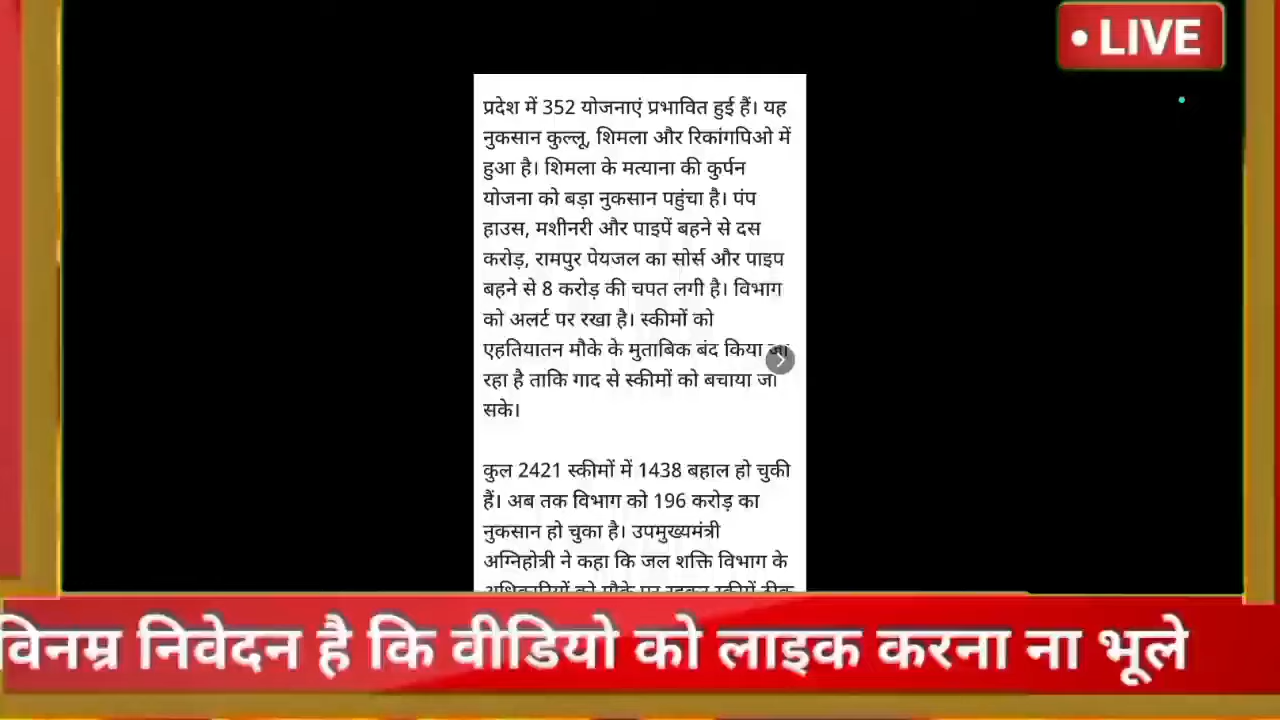 • LIVE
प्रदेश में 352 योजनाएं प्रभावित हुई हैं। यह
नुकसान कुल्लू, शिमला और रिकांगपिओ में
हुआ है। शिमला के मत्याना की कुर्पन
योजना को बड़ा नुकसान पहुंचा है। पंप
हाउस, मशीनरी और पाइपें बहने से दस
करोड़, रामपुर पेयजल का सोर्स और पाइप
बहने से 8 करोड़ की चपत लगी है। विभाग
को अलर्ट पर रखा है। स्कीमों को
एहतियातन मौके के मुताबिक बंद किया जा
रहा है ताकि गाद से स्कीमों को बचाया जा
सके।
कुल 2421 स्कीमों में 1438 बहाल हो चुकी
हैं। अब तक विभाग को 196 करोड़ का
नुकसान हो चुका है। उपमुख्यमंत्री
अग्निहोत्री ने कहा कि जल शक्ति विभाग के
अधिकारियों को मौके पर रहकर स्कीमें ठीक
विनम्र निवेदन है कि वीडियो को लाइक करना ना भूले